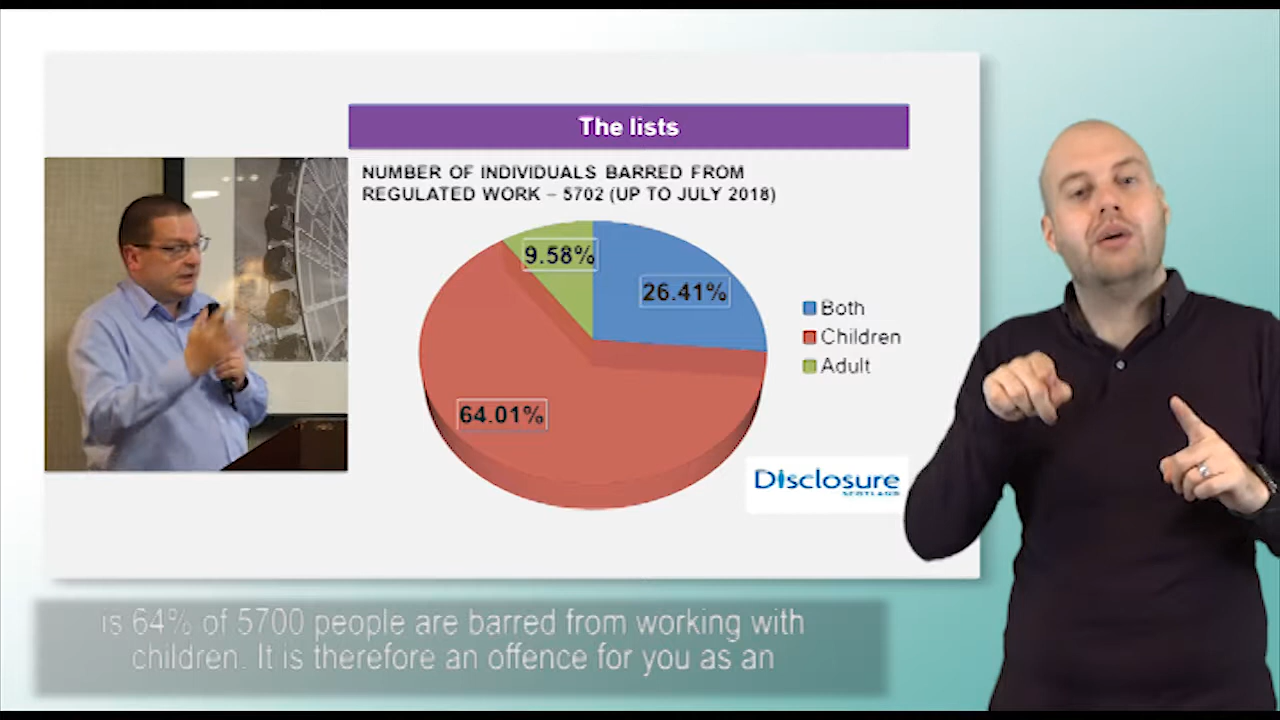 The lists
NUMBER OF INDIVIDUALS BARRED FROM
REGULATED WORK – 5702 (UP TO JULY 2018)
9.58%
26.41%
64.01%
Both
Children
Adult
Disclosure
SCOTLAND
is 64% of 5700 people are barred from working with
children. It is therefore an offence for you as an